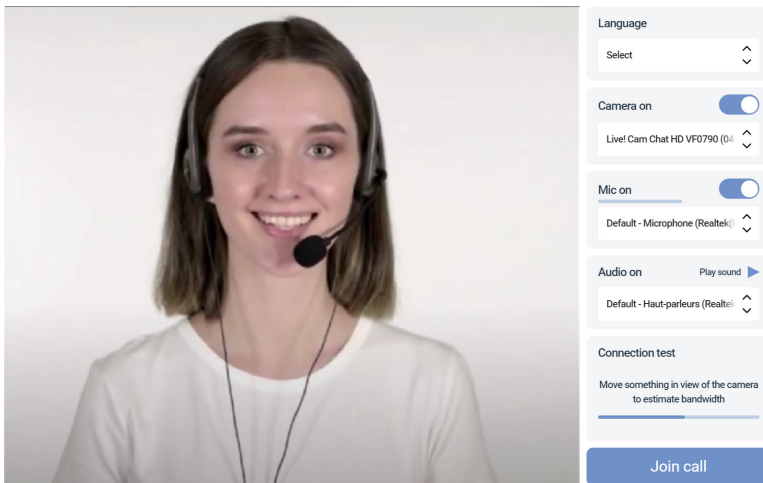 Language
Select
Camera on
Live! Cam Chat HD VF0790 (04
Mic on
Default - Microphone (Realtek(
Audio on
Play sound
Default - Haut-parleurs (Realtek
Connection test
Move something in view of the camera
to estimate bandwidth
Join call